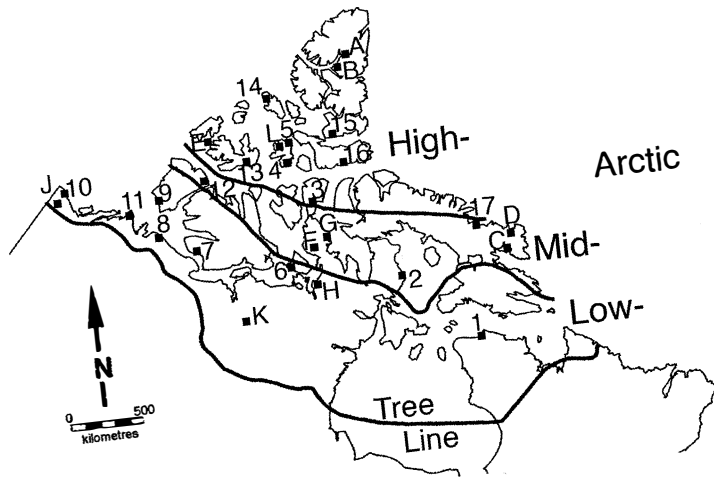 A
B
14
L 5
15
High-
E
13
4
16
Arctic
J 10
9
12
3
17
11
D
8
7
F G
C
Mid-
6
H
2
Low-
K
1
N
0 500
kilometres
Tree
Line